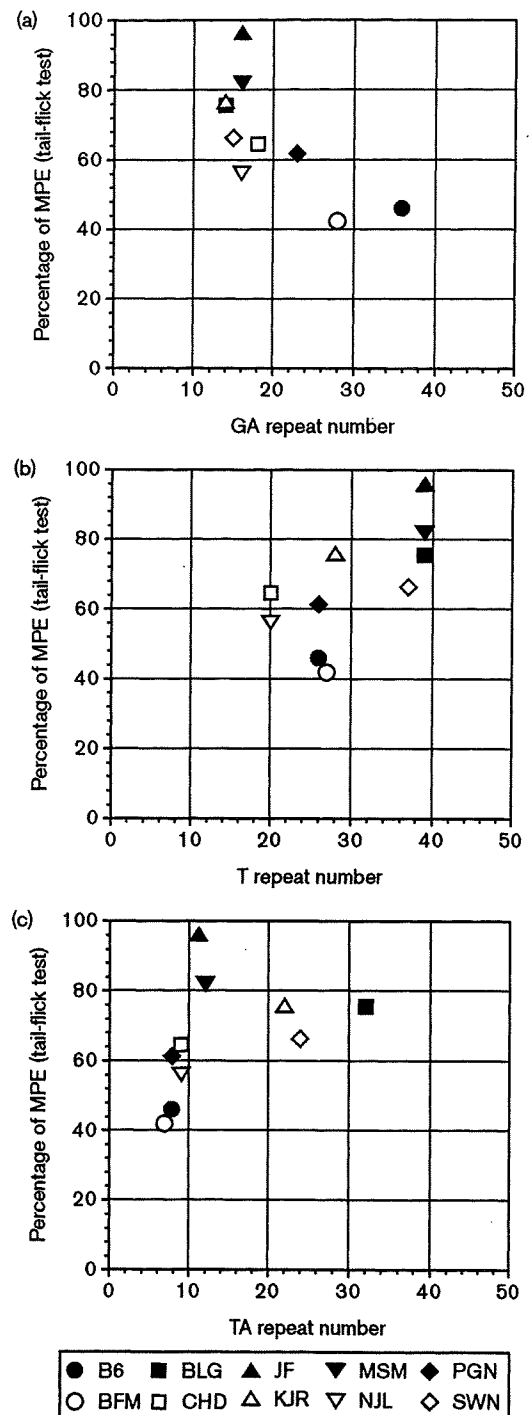 (a)
Percentage of MPE (tail-flick test)
100
80
60
40
20
0
0 10 20 30 40 50
GA repeat number
(b)
Percentage of MPE (tail-flick test)
100
80
60
40
20
0
0 10 20 30 40 50
T repeat number
(c)
Percentage of MPE (tail-flick test)
100
80
60
40
20
0
0 10 20 30 40 50
TA repeat number
B6 BLG JF MSM PGN
BFM CHD KJR NJL SWN